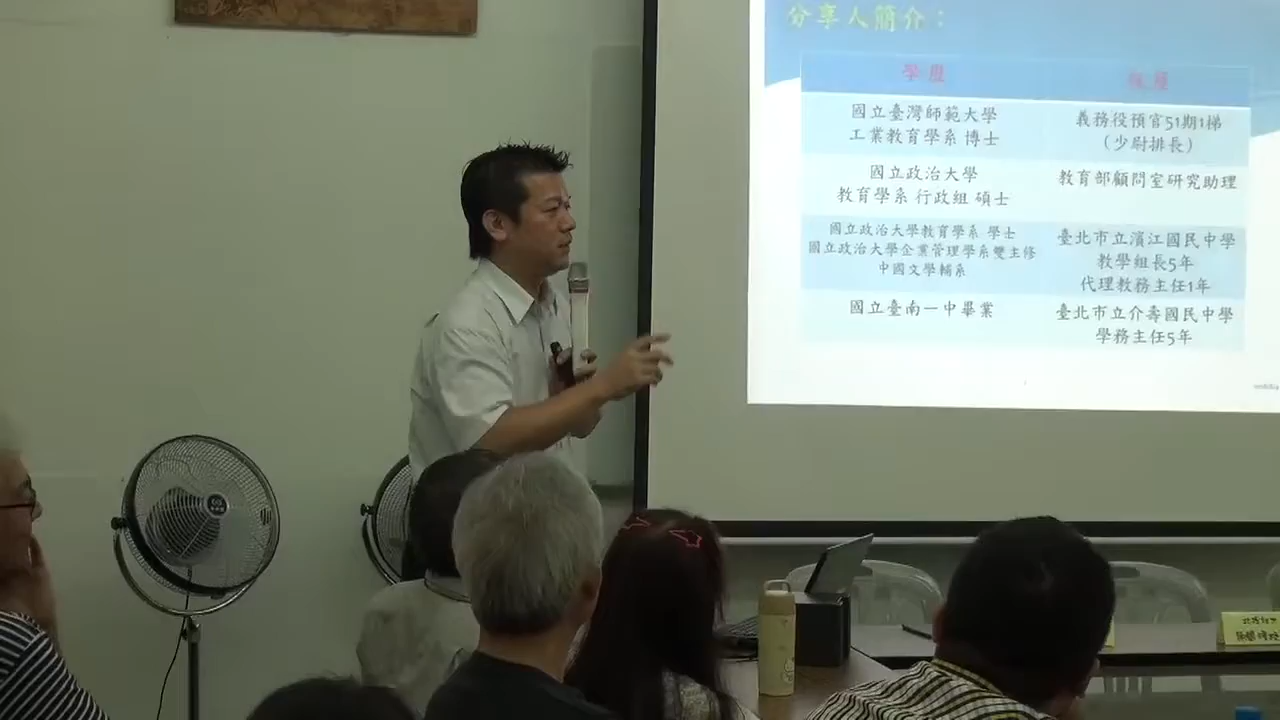 分享人簡介：
學歷
國立臺灣師範大學
工業教育學系 博士
義務役預官51期1梯
（少尉排長）
國立政治大學
教育學系 行政組 碩士
教育部顧問室研究助理
國立政治大學教育學系 學士
國立政治大學企業管理學系雙主修
中國文學輔系
臺北市立濱江國民中學
教學組長5年
代理教務主任1年
國立臺南一中畢業
臺北市立介壽國民中學
學務主任5年